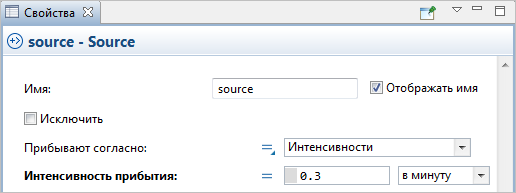 Свойства
source - Source
Имя: source Отображать имя
Исключить
Прибывают согласно: = Интенсивности
Интенсивность прибытия: = 0.3 в минуту